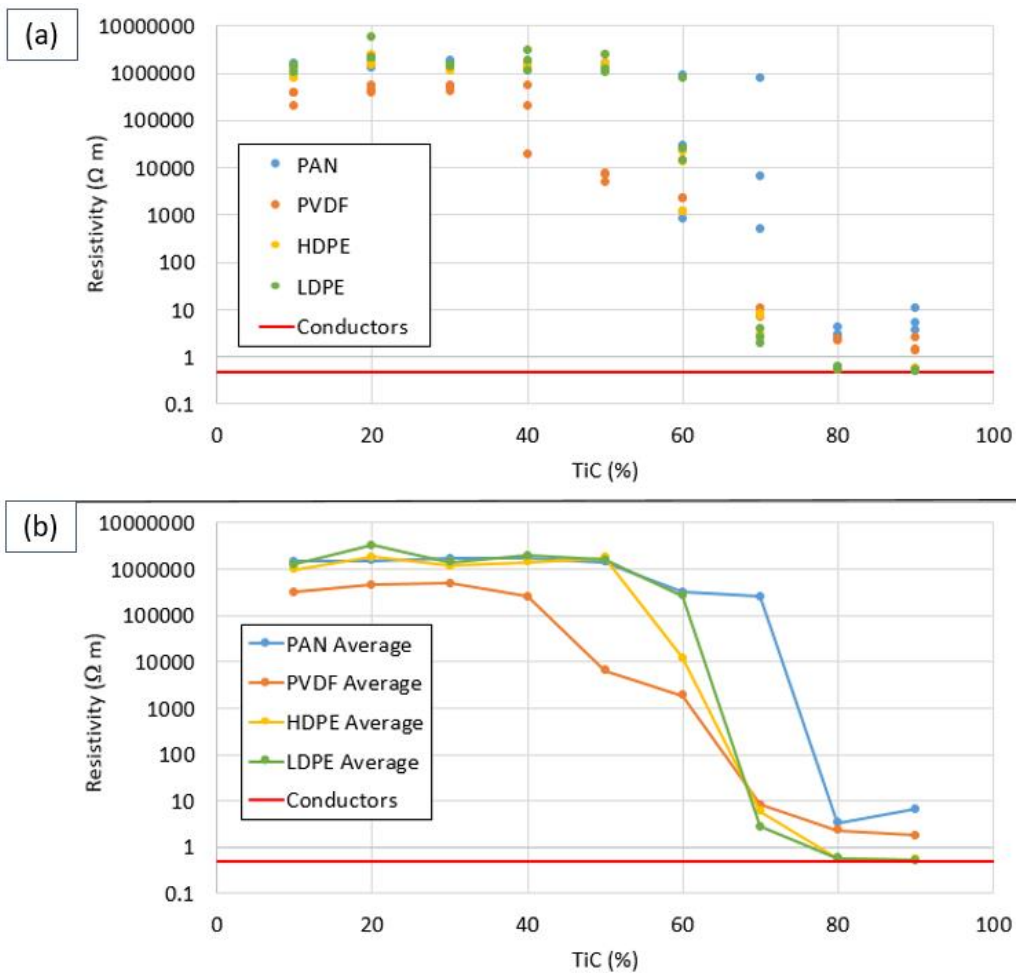 (a)
10000000
1000000
100000
10000
1000
100
10
1
0.1
Resistivity (Ω m)
PAN
PVDF
HDPE
LDPE
Conductors
0 20 40 60 80 100
TiC (%)
(b)
10000000
1000000
100000
10000
1000
100
10
1
0.1
Resistivity (Ω m)
PAN Average
PVDF Average
HDPE Average
LDPE Average
Conductors
0 20 40 60 80 100
TiC (%)